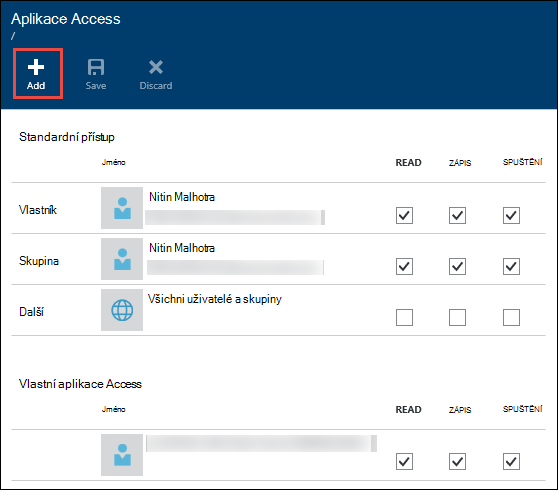 Aplikace Access
/
Add Save Discard
Standardní přístup
Jméno READ ZÁPIS SPUŠTĚNÍ
Vlastník Nitin Malhotra
Skupina Nitin Malhotra
Další Všichni uživatelé a skupiny
Vlastní aplikace Access
Jméno READ ZÁPIS SPUŠTĚNÍ